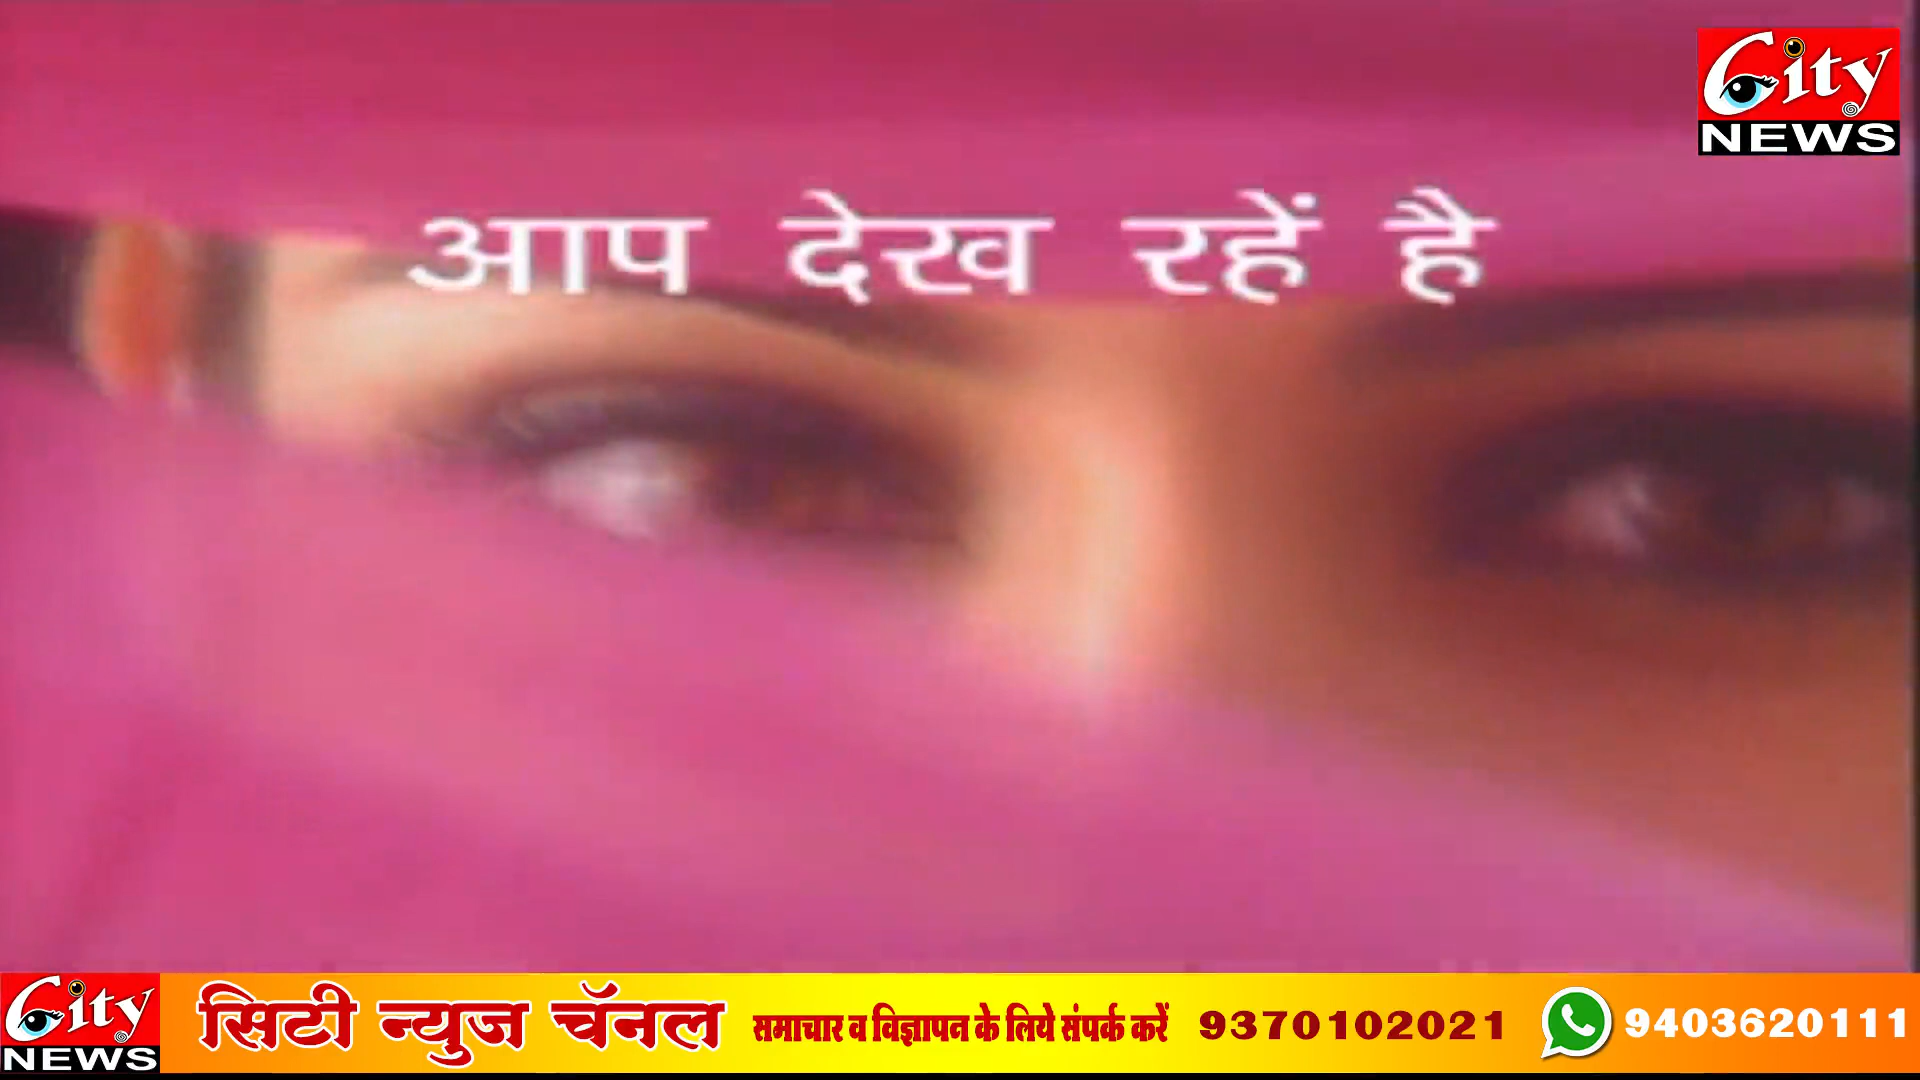 City
NEWS
आप देख रहें है
City
NEWS
सिटी न्युज चॅनल समाचार व विज्ञापन के लिये संपर्क करें 9370102021 9403620111